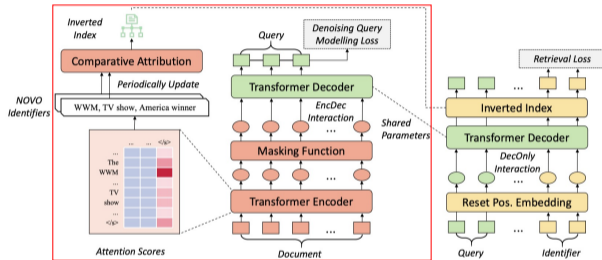 Inverted
Index
Comparative Attribution
Periodically Update
NOVO
Identifiers
WWM, TV show, America winner
... ... </s>
...
The
WWM
...
TV
show
...
</s>
Attention Scores
Query
Denoising Query
Modelling Loss
...
Transformer Decoder
EncDec
Interaction
...
Shared
Parameters
Masking Function
...
Transformer Encoder
...
Document
Retrieval Loss
...
Inverted Index
Transformer Decoder
DecOnly
Interaction
...
Reset Pos. Embedding
...
Query
Identifier